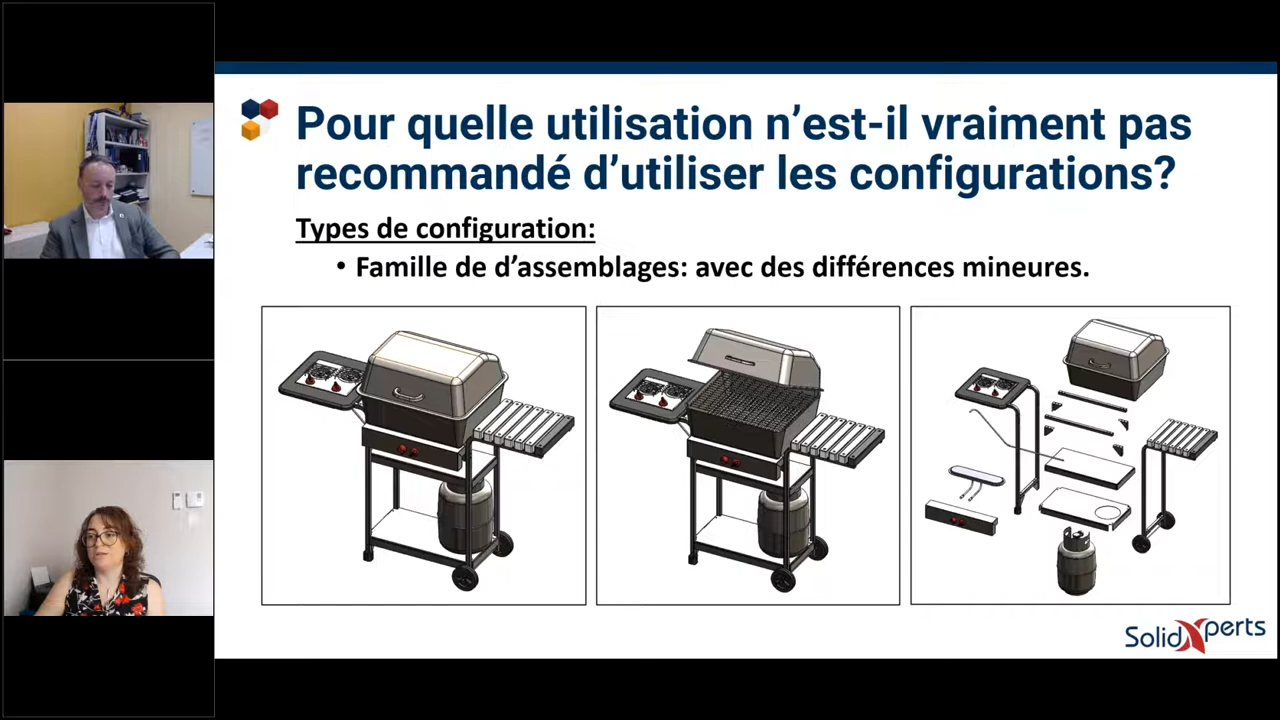 Pour quelle utilisation n’est-il vraiment pas
recommandé d’utiliser les configurations?
Types de configuration:
• Famille de d’assemblages: avec des différences mineures.
SolidXperts